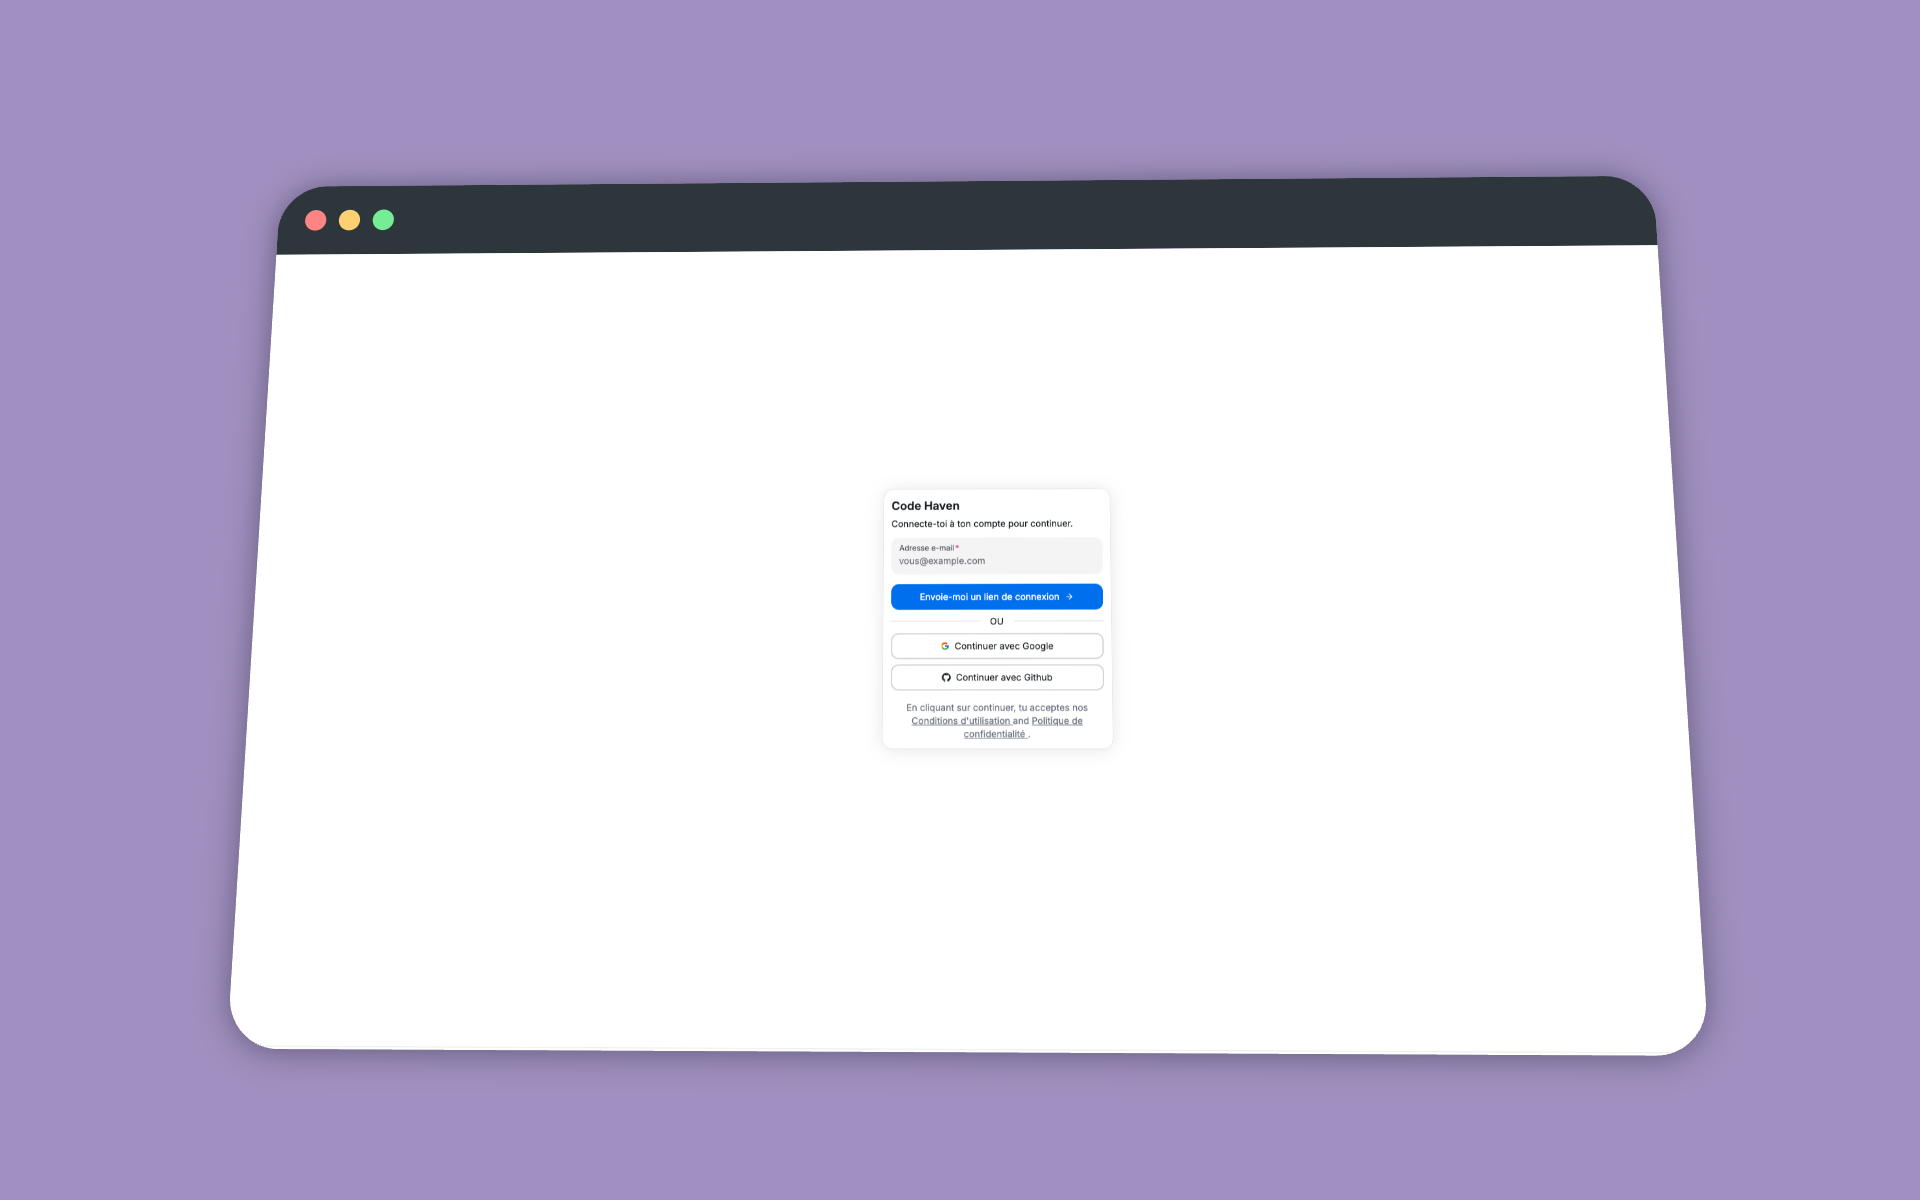 Code Haven
Connecte-toi à ton compte pour continuer.
Adresse e-mail*
vous@example.com
Envoie-moi un lien de connexion →
OU
Continuer avec Google
Continuer avec Github
En cliquant sur continuer, tu acceptes nos
Conditions d'utilisation and Politique de
confidentialité .